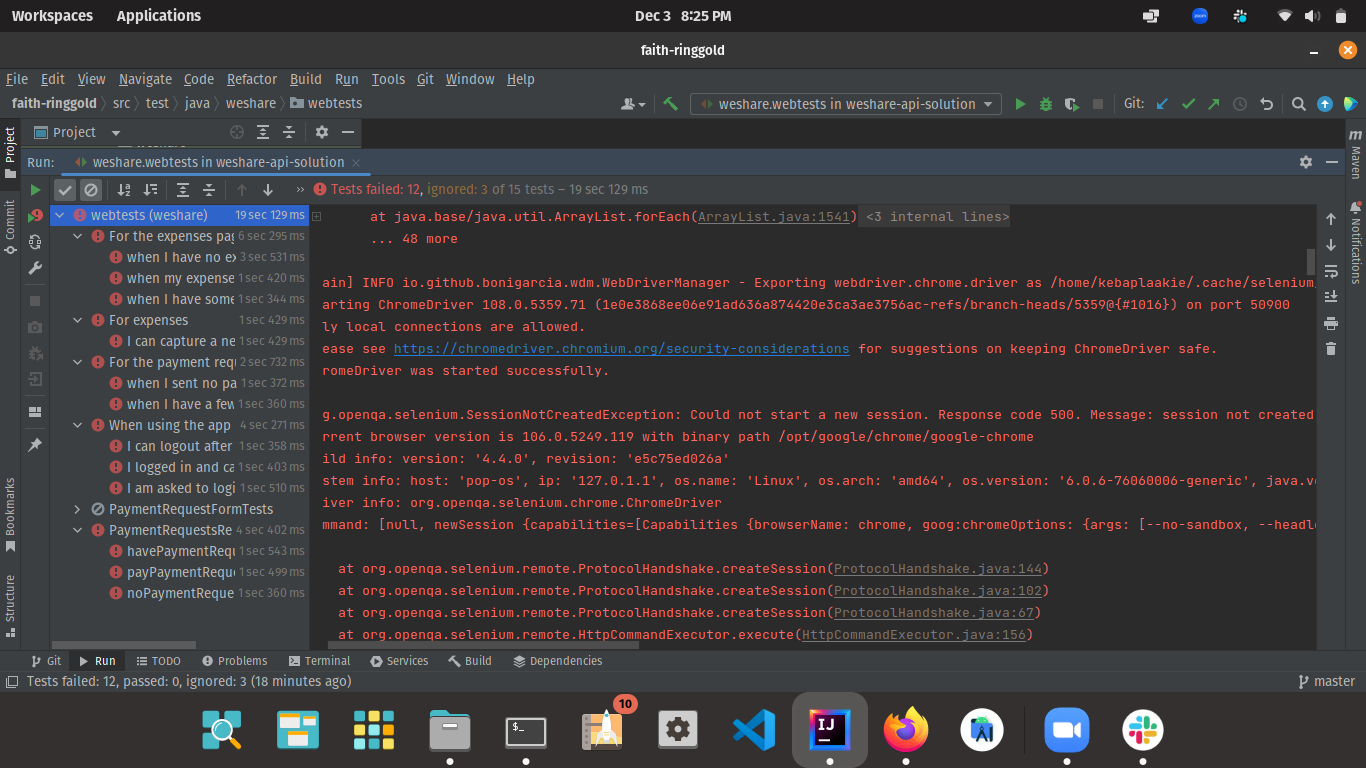 Workspaces Applications Dec 3 8:25 PM
zoom
faith-ringgold
File Edit View Navigate Code Refactor Build Run Tools Git Window Help
faith-ringgold src test java weshare webtests weshare.webtests in weshare-api-solution Git:
Project Project
Run: weshare.webtests in weshare-api-solution
Tests failed: 12, ignored: 3 of 15 tests – 19 sec 129 ms
webtests (weshare) 19 sec 129 ms
For the expenses pag 6 sec 295 ms
when I have no ex 3 sec 531 ms
when my expense 1 sec 420 ms
when I have some 1 sec 344 ms
For expenses 1 sec 429 ms
I can capture a ne 1 sec 429 ms
For the payment requ 2 sec 732 ms
when I sent no pa 1 sec 372 ms
when I have a few 1 sec 360 ms
When using the app 4 sec 271 ms
I can logout after 1 sec 358 ms
I logged in and ca 1 sec 403 ms
I am asked to logi 1 sec 510 ms
PaymentRequestFormTests
PaymentRequestsRe 4 sec 402 ms
havePaymentRequ 1 sec 543 ms
payPaymentReque 1 sec 499 ms
noPaymentReque 1 sec 360 ms
at java.base/java.util.ArrayList.forEach(ArrayList.java:1541) <3 internal lines>
... 48 more
ain] INFO io.github.bonigarcia.wdm.WebDriverManager - Exporting webdriver.chrome.driver as /home/kebaplaakie/.cache/selenium/
arting ChromeDriver 108.0.5359.71 (1e0e3868ee06e91ad636a874420e3ca3ae3756ac-refs/branch-heads/5359@{#1016}) on port 50900
ly local connections are allowed.
ease see https://chromedriver.chromium.org/security-considerations for suggestions on keeping ChromeDriver safe.
romeDriver was started successfully.
g.openqa.selenium.SessionNotCreatedException: Could not start a new session. Response code 500. Message: session not created
rrent browser version is 106.0.5249.119 with binary path /opt/google/chrome/google-chrome
ild info: version: '4.4.0', revision: 'e5c75ed026a'
stem info: host: 'pop-os', ip: '127.0.1.1', os.name: 'Linux', os.arch: 'amd64', os.version: '6.0.6-76060006-generic', java.ve
iver info: org.openqa.selenium.chrome.ChromeDriver
mmand: [null, newSession {capabilities=[Capabilities {browserName: chrome, goog:chromeOptions: {args: [--no-sandbox, --headle
at org.openqa.selenium.remote.ProtocolHandshake.createSession(ProtocolHandshake.java:144)
at org.openqa.selenium.remote.ProtocolHandshake.createSession(ProtocolHandshake.java:102)
at org.openqa.selenium.remote.ProtocolHandshake.createSession(ProtocolHandshake.java:67)
at org.openqa.selenium.remote.HttpCommandExecutor.execute(HttpCommandExecutor.java:156)
Commit
Bookmarks
Structure
m
Maven
Notifications
Git Run TODO Problems Terminal Services Build Dependencies
Tests failed: 12, passed: 0, ignored: 3 (18 minutes ago) master
10
$_
IJ